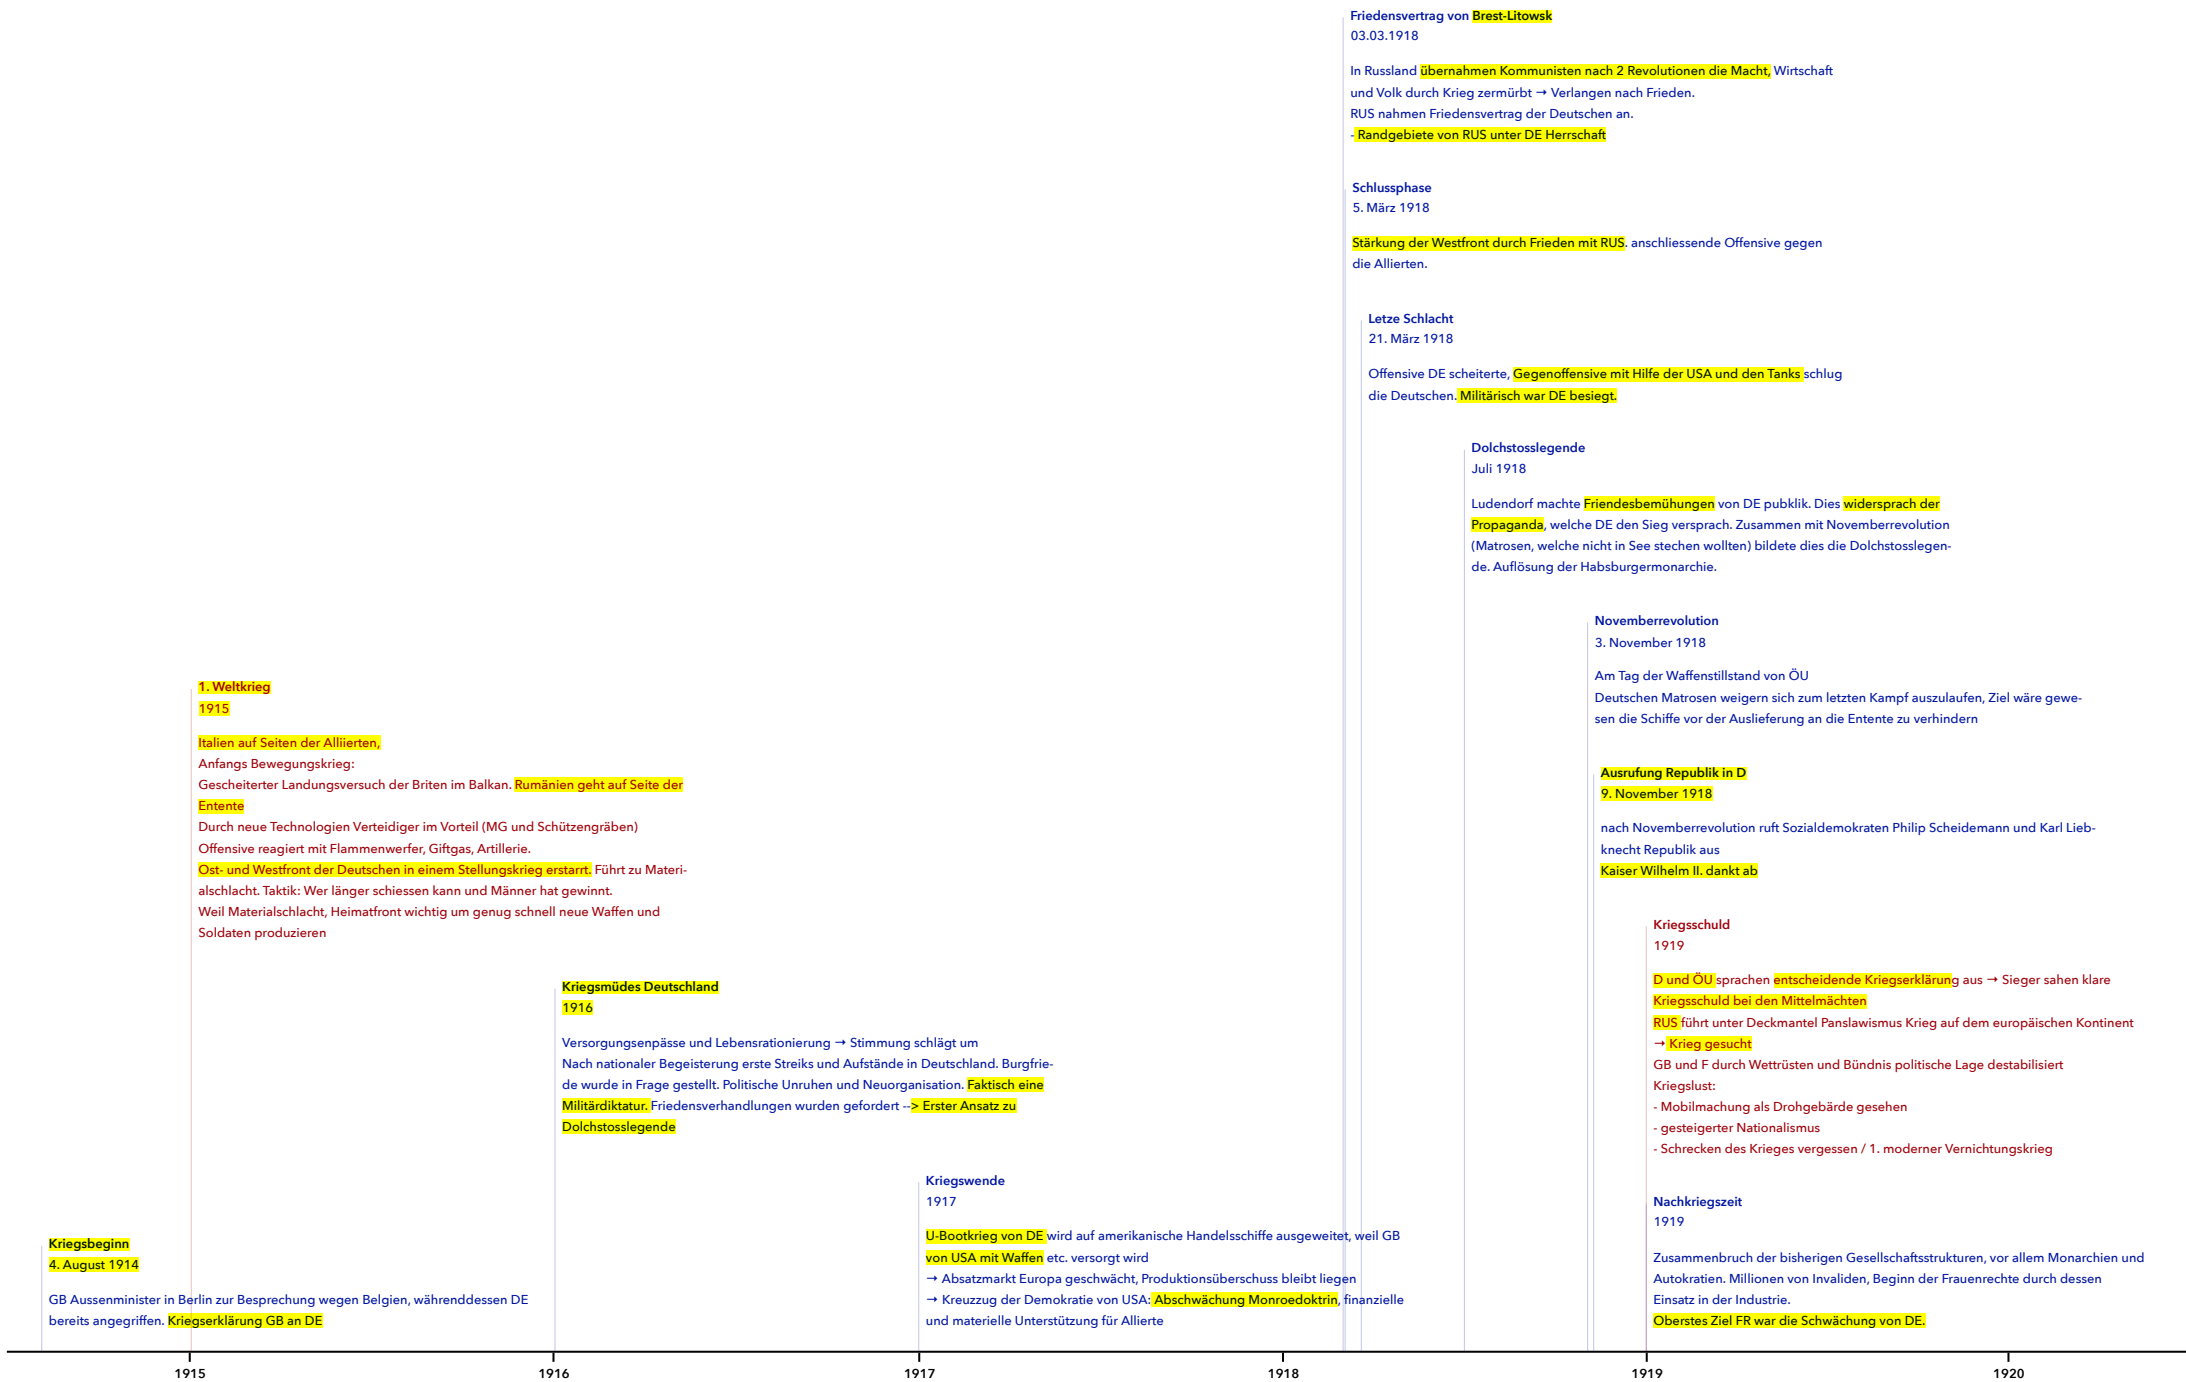 Friedensvertrag von Brest-Litowsk
03.03.1918
In Russland übernahmen Kommunisten nach 2 Revolutionen die Macht, Wirtschaft
und Volk durch Krieg zermürbt → Verlangen nach Frieden.
RUS nahmen Friedensvertrag der Deutschen an.
- Randgebiete von RUS unter DE Herrschaft
Schlussphase
5. März 1918
Stärkung der Westfront durch Frieden mit RUS. anschliessende Offensive gegen
die Allierten.
Letze Schlacht
21. März 1918
Offensive DE scheiterte, Gegenoffensive mit Hilfe der USA und den Tanks schlug
die Deutschen. Militärisch war DE besiegt.
Dolchstosslegende
Juli 1918
Ludendorf machte Friendesbemühungen von DE pubklik. Dies widersprach der
Propaganda, welche DE den Sieg versprach. Zusammen mit Novemberrevolution
(Matrosen, welche nicht in See stechen wollten) bildete dies die Dolchstosslegen-
de. Auflösung der Habsburgermonarchie.
Novemberrevolution
3. November 1918
Am Tag der Waffenstillstand von ÖU
Deutschen Matrosen weigern sich zum letzten Kampf auszulaufen, Ziel wäre gewe-
sen die Schiffe vor der Auslieferung an die Entente zu verhindern
1. Weltkrieg
1915
Italien auf Seiten der Alliierten,
Anfangs Bewegungskrieg:
Gescheiterter Landungsversuch der Briten im Balkan. Rumänien geht auf Seite der
Entente
Durch neue Technologien Verteidiger im Vorteil (MG und Schützengräben)
Offensive reagiert mit Flammenwerfer, Giftgas, Artillerie.
Ost- und Westfront der Deutschen in einem Stellungskrieg erstarrt. Führt zu Materi-
alschlacht. Taktik: Wer länger schiessen kann und Männer hat gewinnt.
Weil Materialschlacht, Heimatfront wichtig um genug schnell neue Waffen und
Soldaten produzieren
Ausrufung Republik in D
9. November 1918
nach Novemberrevolution ruft Sozialdemokraten Philip Scheidemann und Karl Lieb-
knecht Republik aus
Kaiser Wilhelm II. dankt ab
Kriegsschuld
1919
D und ÖU sprachen entscheidende Kriegserklärung aus → Sieger sahen klare
Kriegsschuld bei den Mittelmächten
RUS führt unter Deckmantel Panslawismus Krieg auf dem europäischen Kontinent
→ Krieg gesucht
GB und F durch Wettrüsten und Bündnis politische Lage destabilisiert
Kriegslust:
- Mobilmachung als Drohgebärde gesehen
- gesteigerter Nationalismus
- Schrecken des Krieges vergessen / 1. moderner Vernichtungskrieg
Kriegsmüdes Deutschland
1916
Versorgungsenpässe und Lebensrationierung → Stimmung schlägt um
Nach nationaler Begeisterung erste Streiks und Aufstände in Deutschland. Burgfrie-
de wurde in Frage gestellt. Politische Unruhen und Neuorganisation. Faktisch eine
Militärdiktatur. Friedensverhandlungen wurden gefordert --> Erster Ansatz zu
Dolchstosslegende
Kriegswende
1917
U-Bootkrieg von DE wird auf amerikanische Handelsschiffe ausgeweitet, weil GB
von USA mit Waffen etc. versorgt wird
→ Absatzmarkt Europa geschwächt, Produktionsüberschuss bleibt liegen
→ Kreuzzug der Demokratie von USA: Abschwächung Monroedoktrin, finanzielle
und materielle Unterstützung für Allierte
Nachkriegszeit
1919
Zusammenbruch der bisherigen Gesellschaftsstrukturen, vor allem Monarchien und
Autokratien. Millionen von Invaliden, Beginn der Frauenrechte durch dessen
Einsatz in der Industrie.
Oberstes Ziel FR war die Schwächung von DE.
Kriegsbeginn
4. August 1914
GB Aussenminister in Berlin zur Besprechung wegen Belgien, währenddessen DE
bereits angegriffen. Kriegserklärung GB an DE
1915
1916
1917
1918
1919
1920